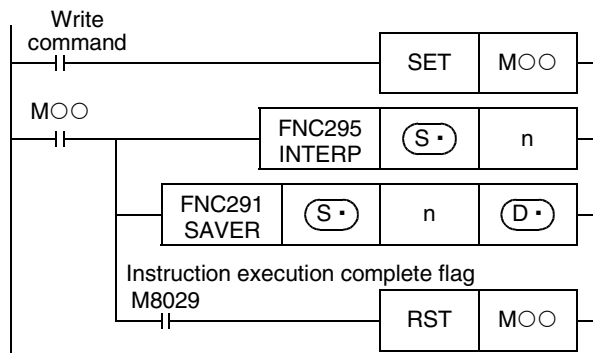 Write
command
SET M○○
M○○
FNC295
INTERP
S· n
FNC291
SAVER
S· n D·
Instruction execution complete flag
M8029
RST M○○